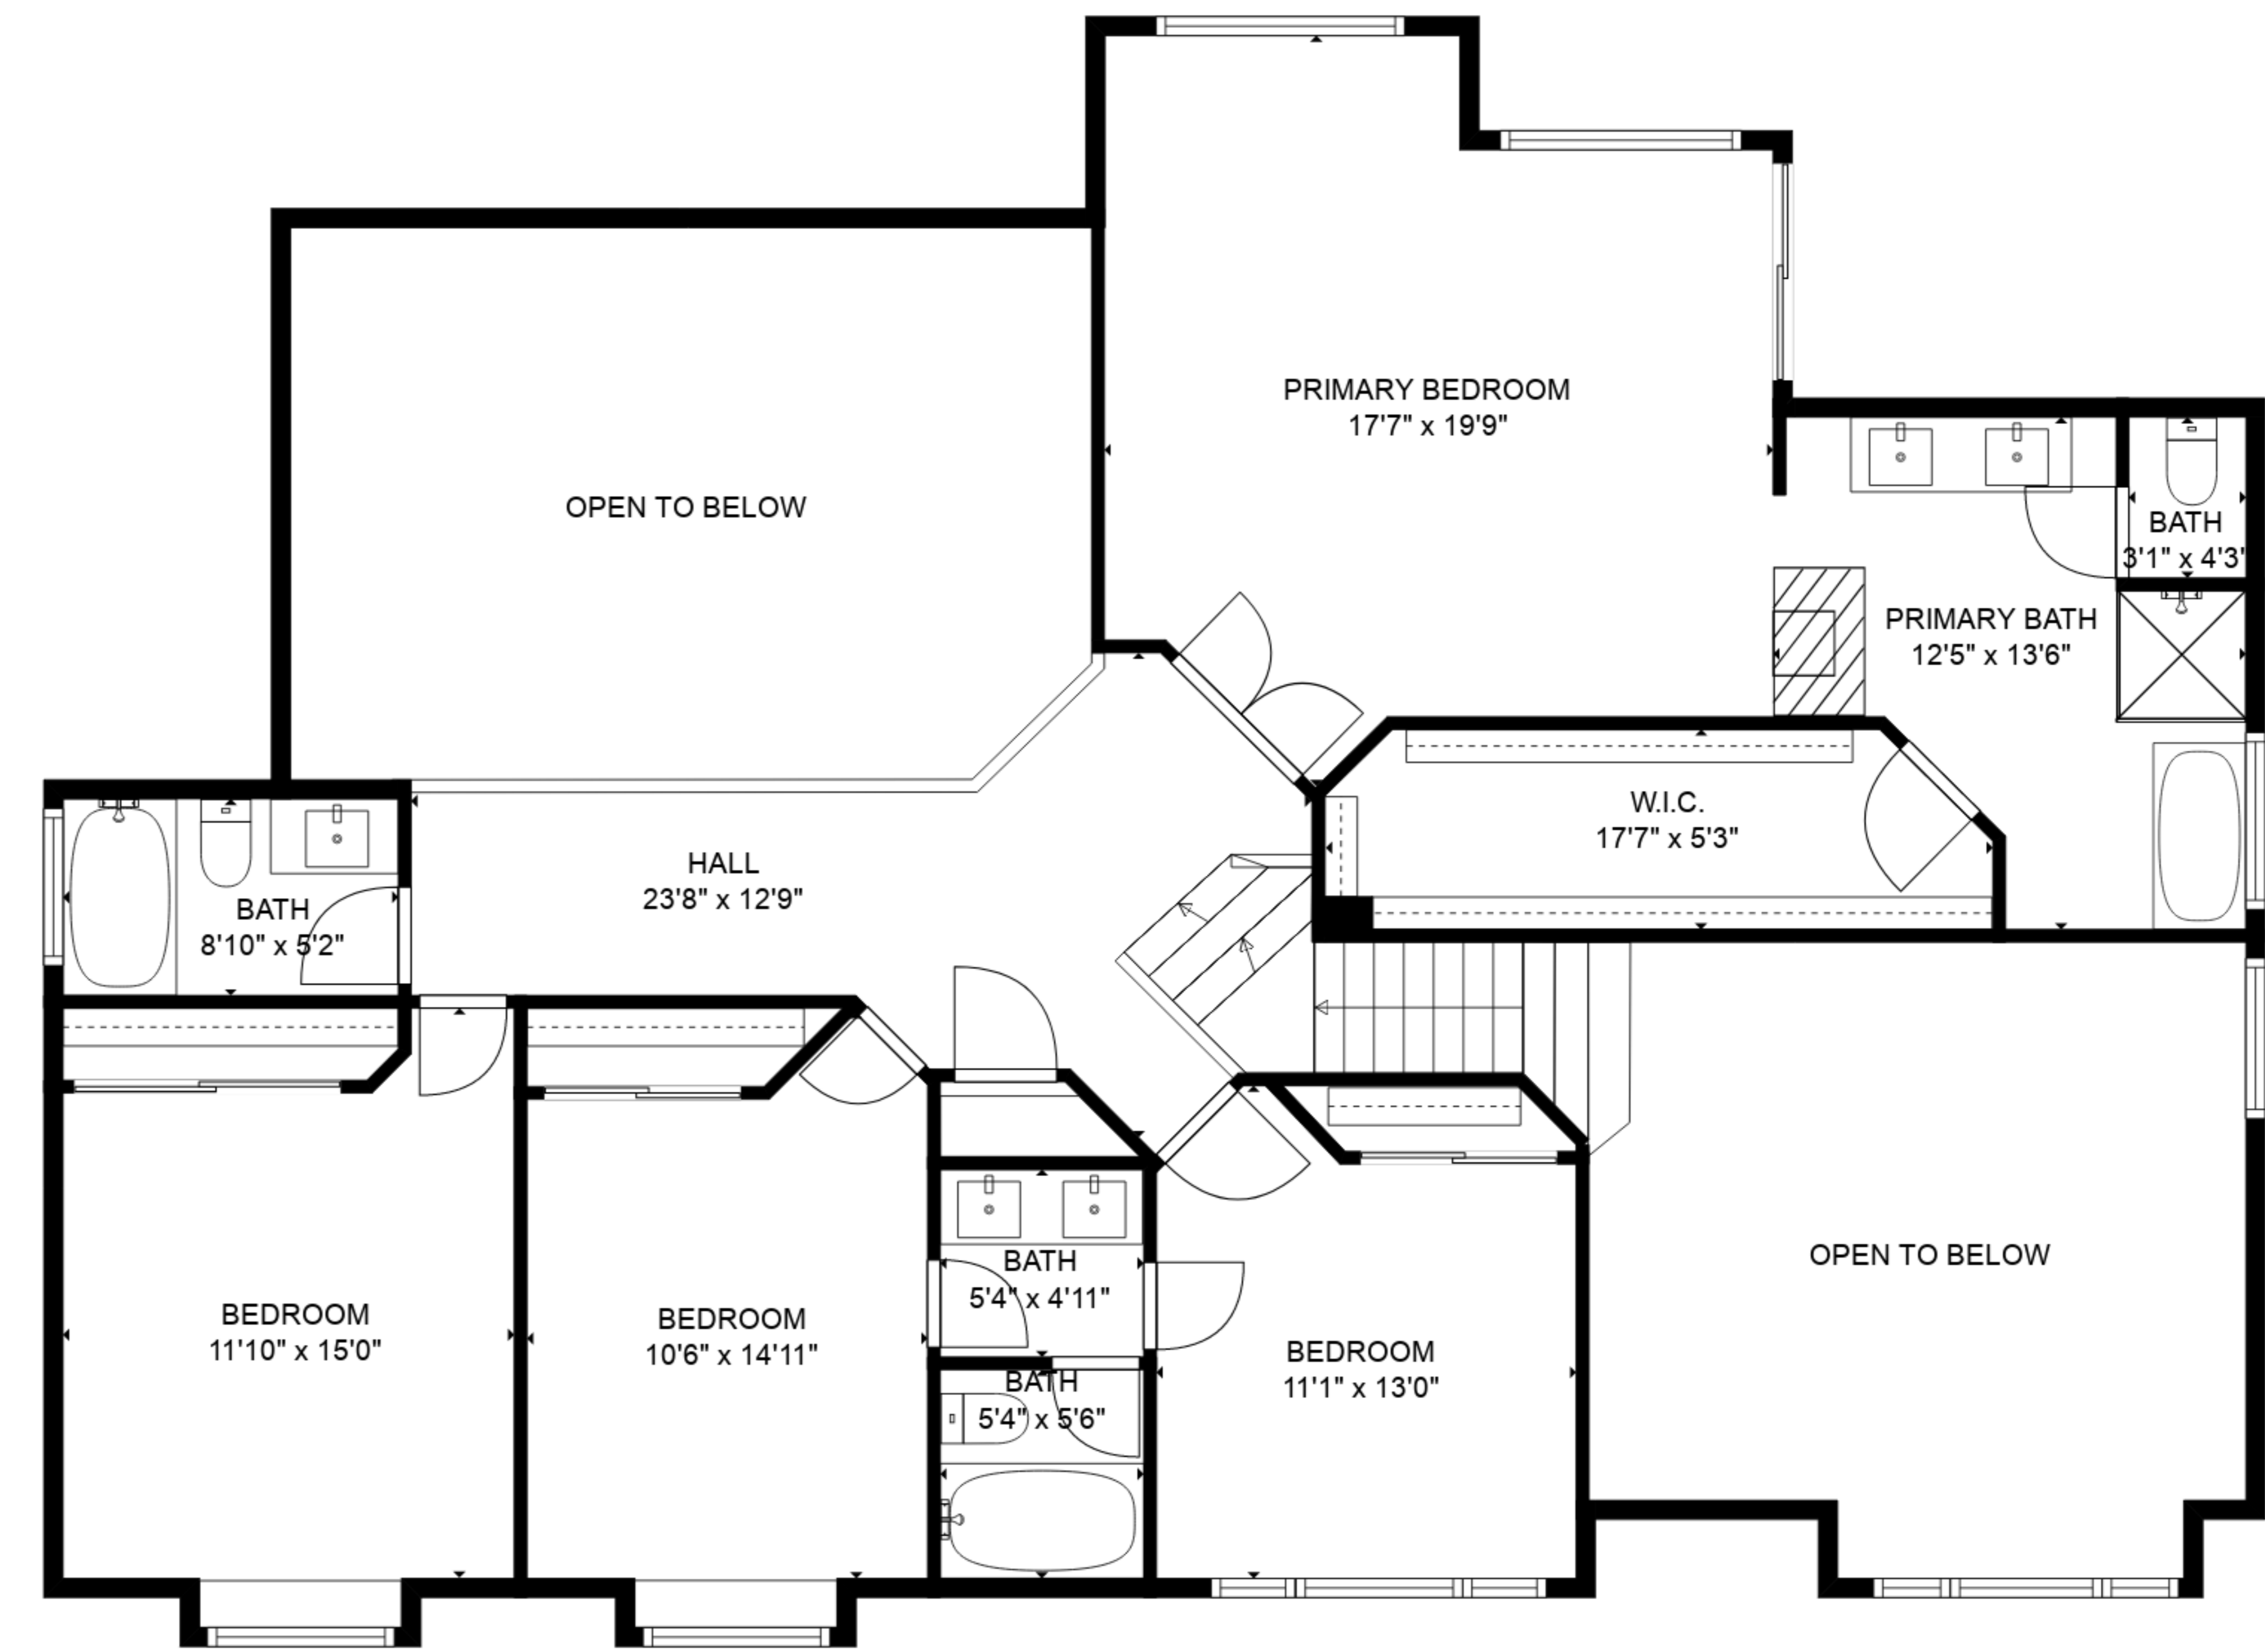 PRIMARY BEDROOM
17'7" x 19'9"
OPEN TO BELOW
BATH
3'1" x 4'3"
PRIMARY BATH
12'5" x 13'6"
W.I.C.
17'7" x 5'3"
HALL
23'8" x 12'9"
BATH
8'10" x 5'2"
OPEN TO BELOW
BATH
5'4" x 4'11"
BEDROOM
11'10" x 15'0"
BEDROOM
10'6" x 14'11"
BEDROOM
11'1" x 13'0"
BATH
5'4" x 5'6"